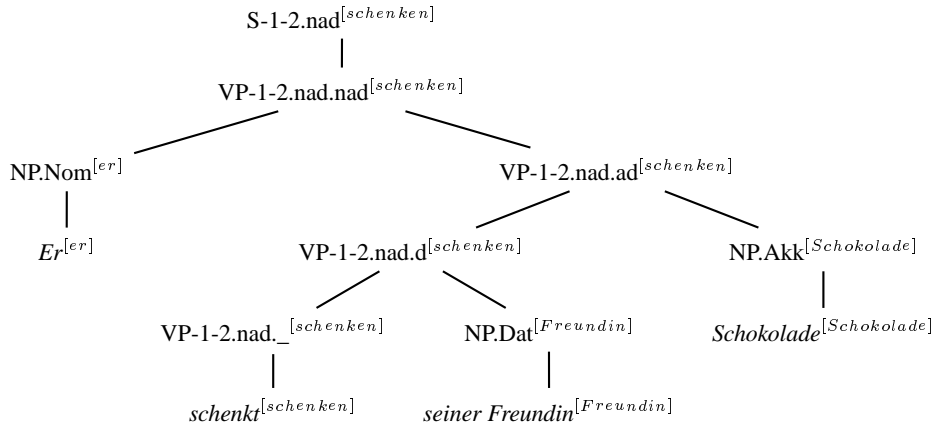 S-1-2.nad[schenken]
VP-1-2.nad.nad[schenken]
NP.Nom[er] VP-1-2.nad.ad[schenken]
Er[er] VP-1-2.nad.d[schenken] NP.Akk[Schokolade]
VP-1-2.nad._[schenken] NP.Dat[Freundin] Schokolade[Schokolade]
schenkt[schenken] seiner Freundin[Freundin]